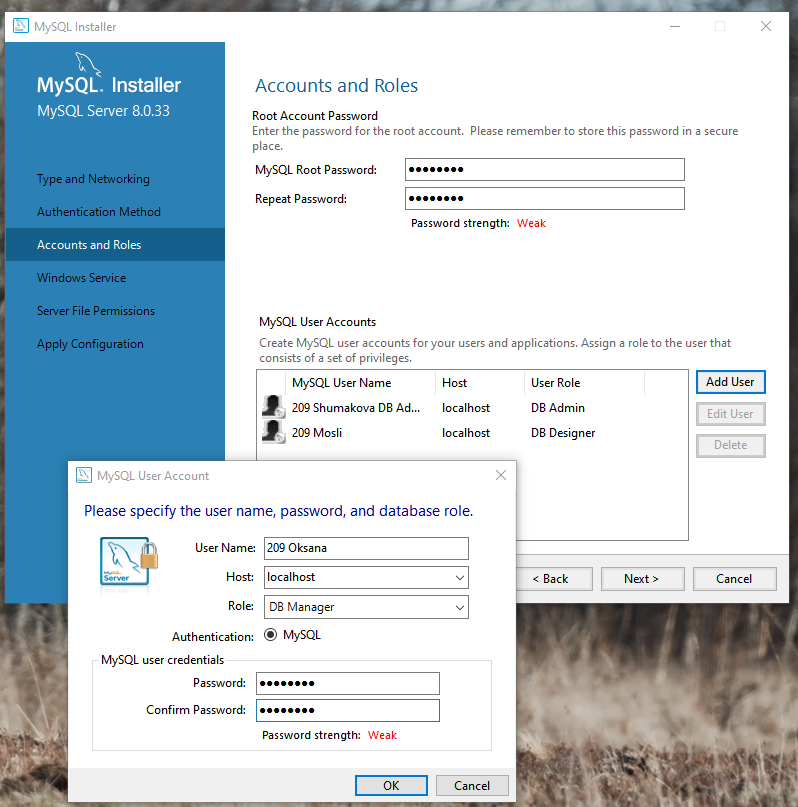 MySQL Installer
MySQL. Installer
MySQL Server 8.0.33
Type and Networking
Authentication Method
Accounts and Roles
Windows Service
Server File Permissions
Apply Configuration
Accounts and Roles
Root Account Password
Enter the password for the root account. Please remember to store this password in a secure
place.
MySQL Root Password: ●●●●●●●●
Repeat Password: ●●●●●●●●
Password strength: Weak
MySQL User Accounts
Create MySQL user accounts for your users and applications. Assign a role to the user that
consists of a set of privileges.
MySQL User Name Host User Role
209 Shumakova DB Ad... localhost DB Admin
209 Mosli localhost DB Designer
Add User
Edit User
Delete
< Back Next > Cancel
MySQL User Account
Please specify the user name, password, and database role.
MySQL
Server
User Name: 209 Oksana
Host: localhost
Role: DB Manager
Authentication: MySQL
MySQL user credentials
Password: ●●●●●●●●
Confirm Password: ●●●●●●●●
Password strength: Weak
OK Cancel